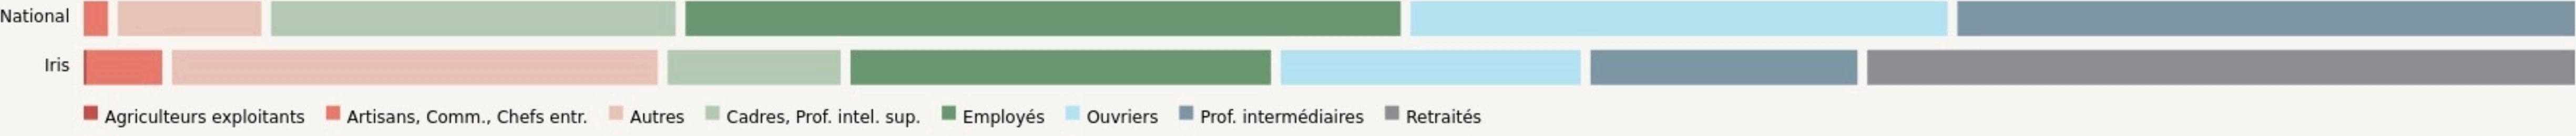 National
Iris
Agriculteurs exploitants Artisans, Comm., Chefs entr. Autres Cadres, Prof. intel. sup. Employés Ouvriers Prof. intermédiaires Retraités